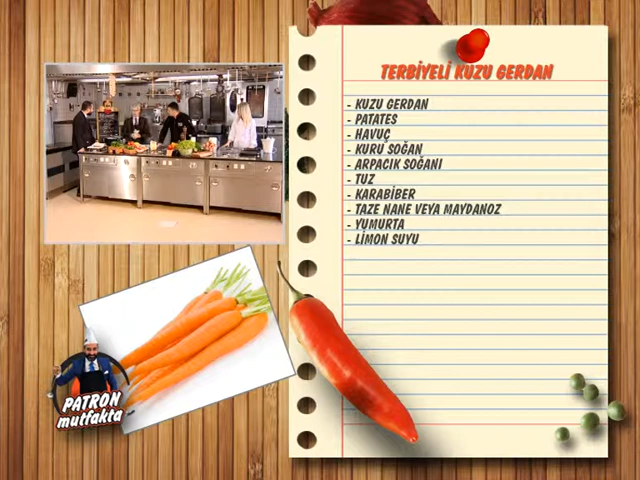 TERBİYELİ KUZU GERDAN
- KUZU GERDAN
- PATATES
- HAVUÇ
- KURU SOĞAN
- ARPACIK SOĞANI
- TUZ
- KARABİBER
- TAZE NANE VEYA MAYDANOZ
- YUMURTA
- LİMON SUYU
PATRON
mutfakta